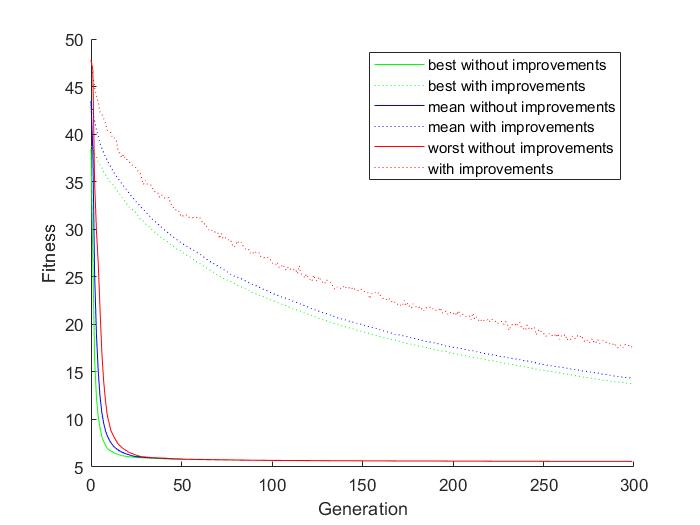 50
45
40
35
30
25
20
15
10
5
Fitness
best without improvements
best with improvements
mean without improvements
mean with improvements
worst without improvements
with improvements
0 50 100 150 200 250 300
Generation